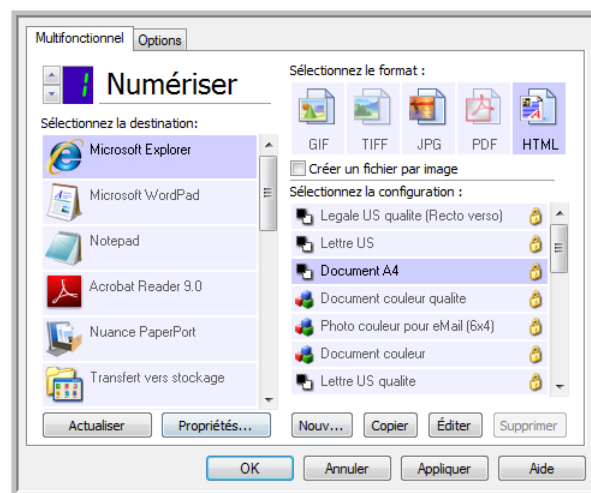 Multifonctionnel
Options
1
Numériser
Sélectionnez la destination:
Microsoft Explorer
Microsoft WordPad
Notepad
Acrobat Reader 9.0
Nuance PaperPort
Transfert vers stockage
Actualiser
Propriétés...
Sélectionnez le format :
GIF
TIFF
JPG
PDF
HTML
Créer un fichier par image
Sélectionnez la configuration :
Legale US qualite (Recto verso)
Lettre US
Document A4
Document couleur qualite
Photo couleur pour eMail (6x4)
Document couleur
Lettre US qualite
Nouv...
Copier
Éditer
Supprimer
OK
Annuler
Appliquer
Aide